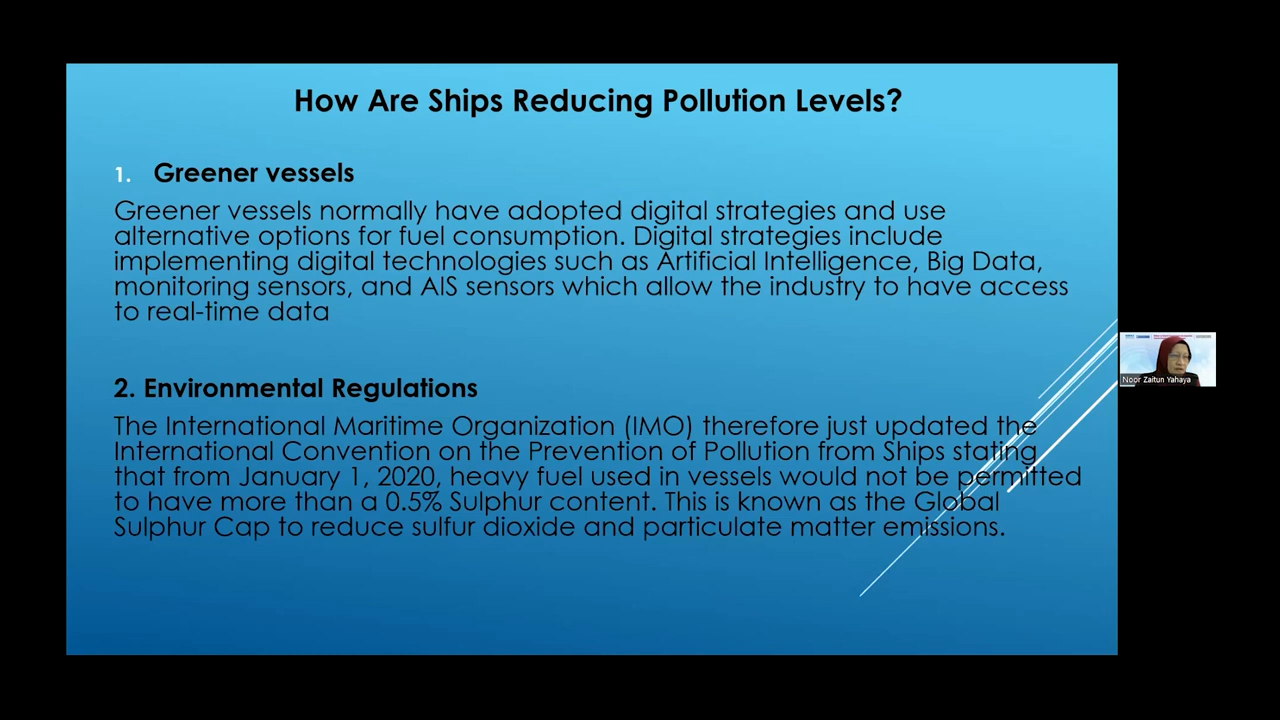 How Are Ships Reducing Pollution Levels?
1. Greener vessels
Greener vessels normally have adopted digital strategies and use
alternative options for fuel consumption. Digital strategies include
implementing digital technologies such as Artificial Intelligence, Big Data,
monitoring sensors, and AIS sensors which allow the industry to have access
to real-time data
2. Environmental Regulations
The International Maritime Organization (IMO) therefore just updated the
International Convention on the Prevention of Pollution from Ships stating
that from January 1, 2020, heavy fuel used in vessels would not be permitted
to have more than a 0.5% Sulphur content. This is known as the Global
Sulphur Cap to reduce sulfur dioxide and particulate matter emissions.
Noor Zaitun Yahaya